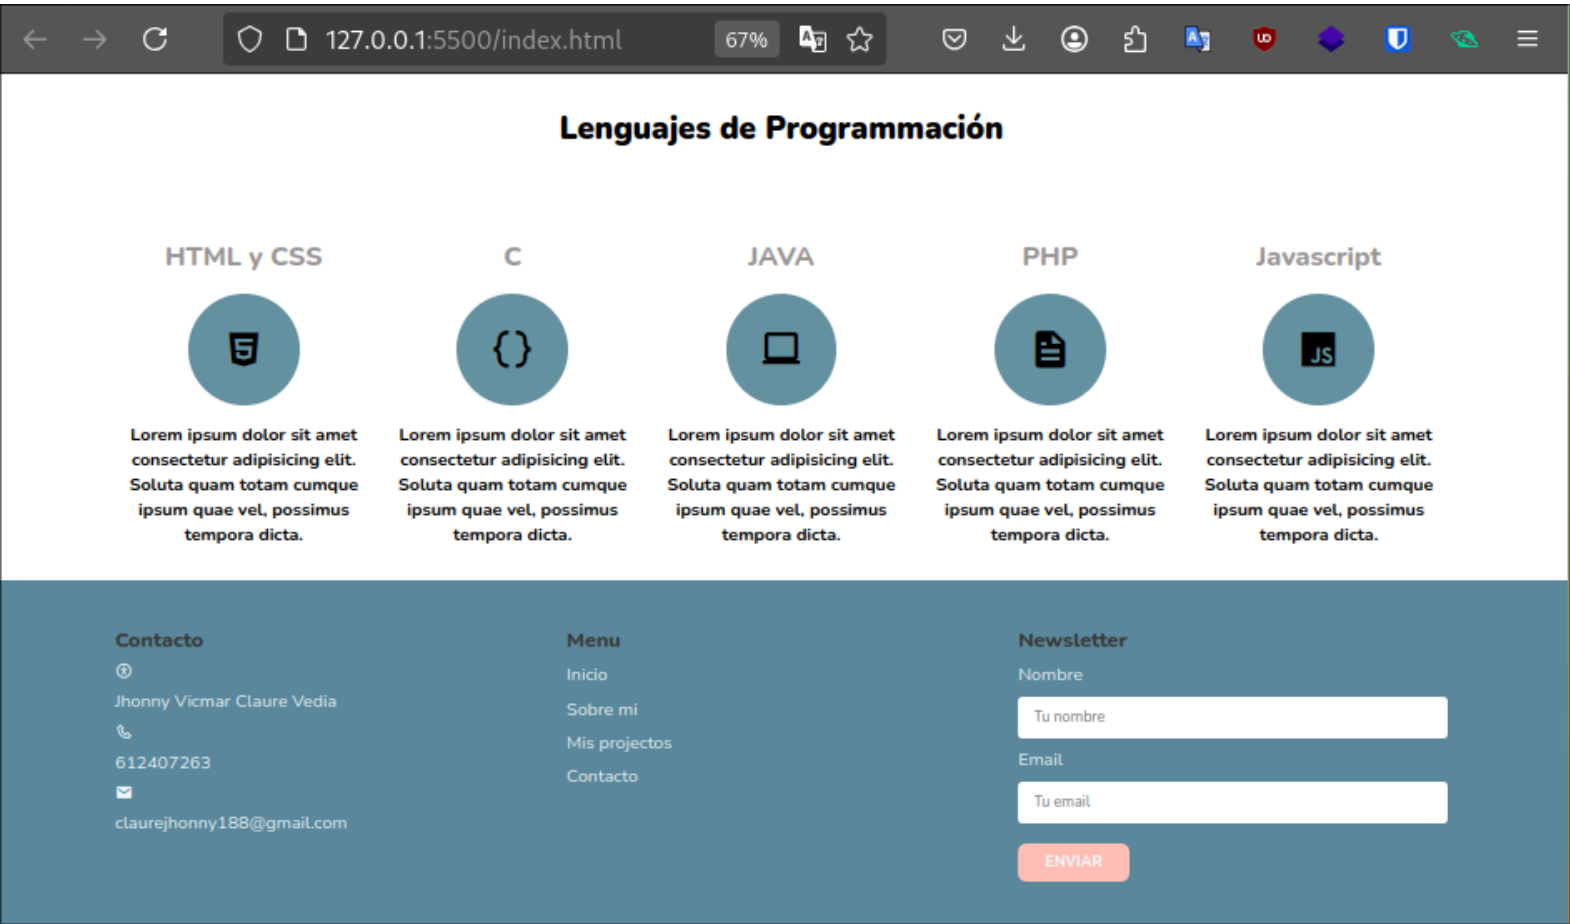 127.0.0.1:5500/index.html
67%
Lenguajes de Programmación
HTML y CSS
C
JAVA
PHP
Javascript
5
{}
JS
Lorem ipsum dolor sit amet
consectetur adipisicing elit.
Soluta quam totam cumque
ipsum quae vel, possimus
tempora dicta.
Lorem ipsum dolor sit amet
consectetur adipisicing elit.
Soluta quam totam cumque
ipsum quae vel, possimus
tempora dicta.
Lorem ipsum dolor sit amet
consectetur adipisicing elit.
Soluta quam totam cumque
ipsum quae vel, possimus
tempora dicta.
Lorem ipsum dolor sit amet
consectetur adipisicing elit.
Soluta quam totam cumque
ipsum quae vel, possimus
tempora dicta.
Lorem ipsum dolor sit amet
consectetur adipisicing elit.
Soluta quam totam cumque
ipsum quae vel, possimus
tempora dicta.
Contacto
Jhonny Vicmar Claure Vedia
612407263
claurejhonny188@gmail.com
Menu
Inicio
Sobre mi
Mis projectos
Contacto
Newsletter
Nombre
Tu nombre
Email
Tu email
ENVIAR